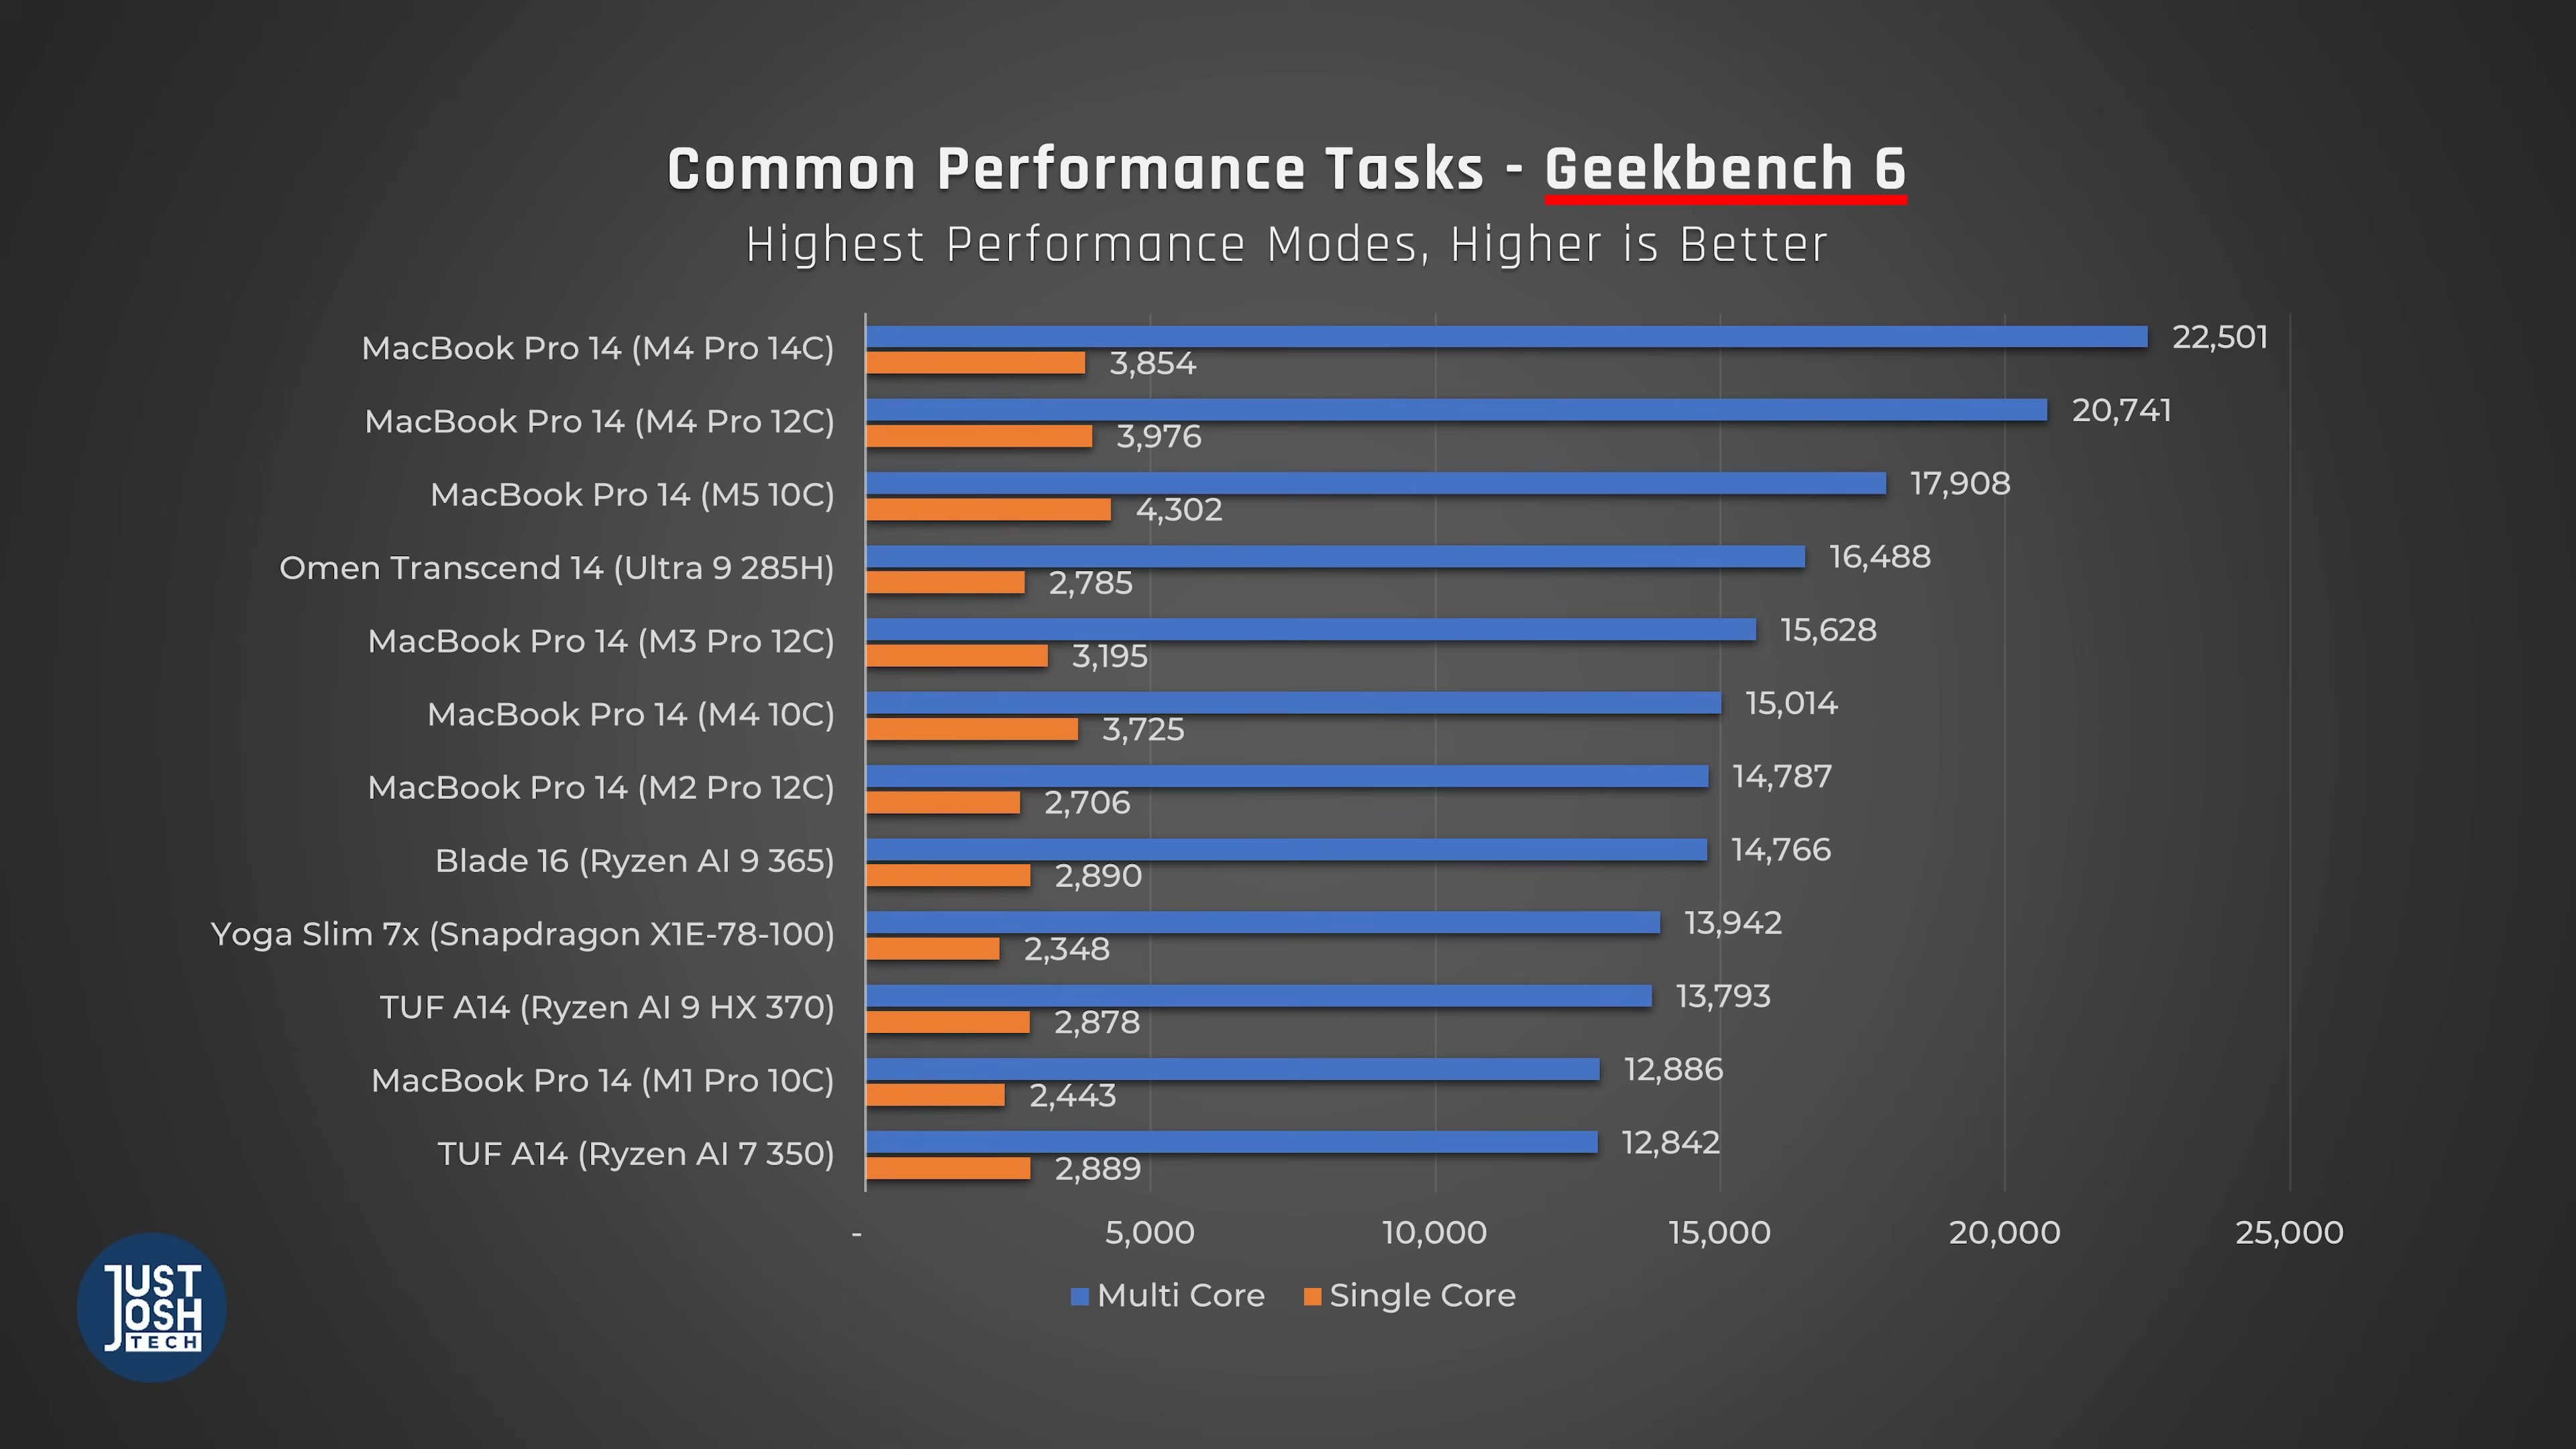 Common Performance Tasks - Geekbench 6
Highest Performance Modes, Higher is Better
MacBook Pro 14 (M4 Pro 14C)
22,501
3,854
MacBook Pro 14 (M4 Pro 12C)
20,741
3,976
MacBook Pro 14 (M5 10C)
17,908
4,302
Omen Transcend 14 (Ultra 9 285H)
16,488
2,785
MacBook Pro 14 (M3 Pro 12C)
15,628
3,195
MacBook Pro 14 (M4 10C)
15,014
3,725
MacBook Pro 14 (M2 Pro 12C)
14,787
2,706
Blade 16 (Ryzen AI 9 365)
14,766
2,890
Yoga Slim 7x (Snapdragon X1E-78-100)
13,942
2,348
TUF A14 (Ryzen AI 9 HX 370)
13,793
2,878
MacBook Pro 14 (M1 Pro 10C)
12,886
2,443
TUF A14 (Ryzen AI 7 350)
12,842
2,889
- 5,000 10,000 15,000 20,000 25,000
Multi Core Single Core
JUST
JOSH
TECH